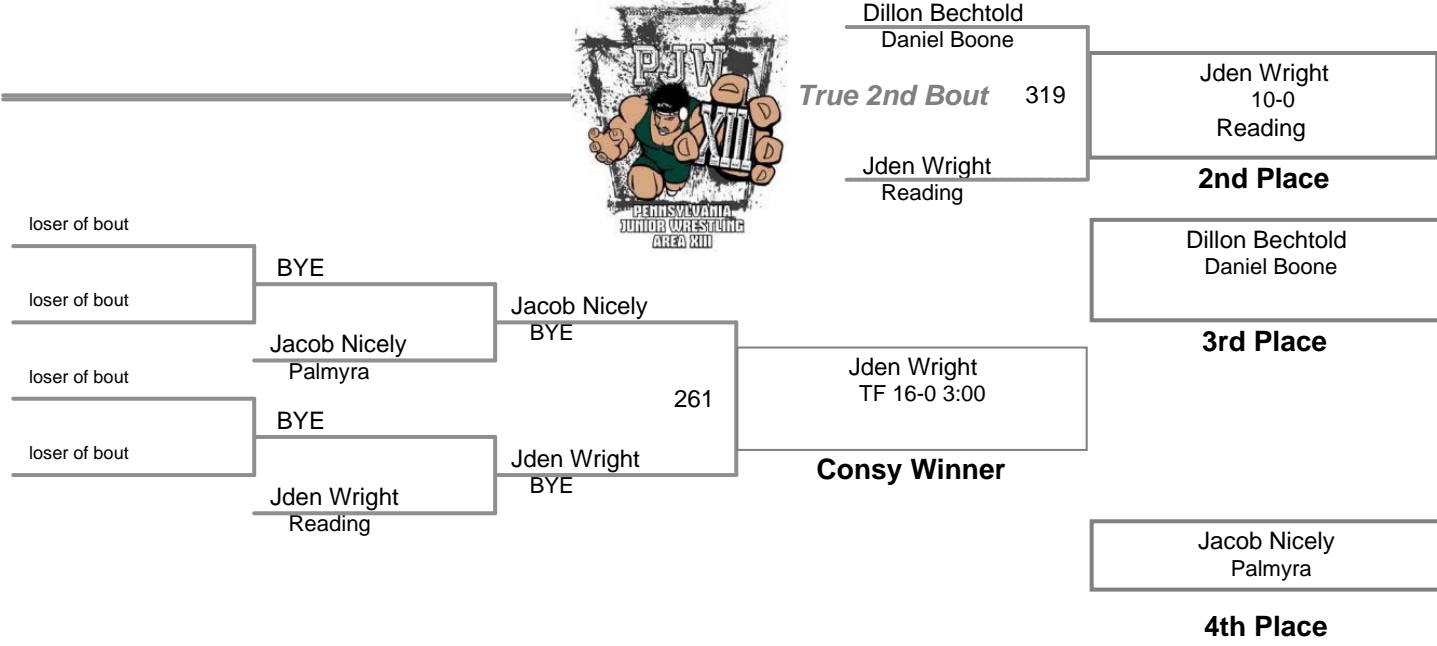 Dillon Bechtold
Daniel Boone
True 2nd Bout 319
Jden Wright
Reading
Jden Wright
10-0
Reading
2nd Place
PJW
XIII
PENNSYLVANIA
JUNIOR WRESTLING
AREA XIII
Dillon Bechtold
Daniel Boone
3rd Place
loser of bout
loser of bout
BYE
Jacob Nicely
Palmyra
loser of bout
loser of bout
BYE
Jden Wright
Reading
Jacob Nicely
BYE
261
Jden Wright
BYE
Jden Wright
TF 16-0 3:00
Consy Winner
Jacob Nicely
Palmyra
4th Place